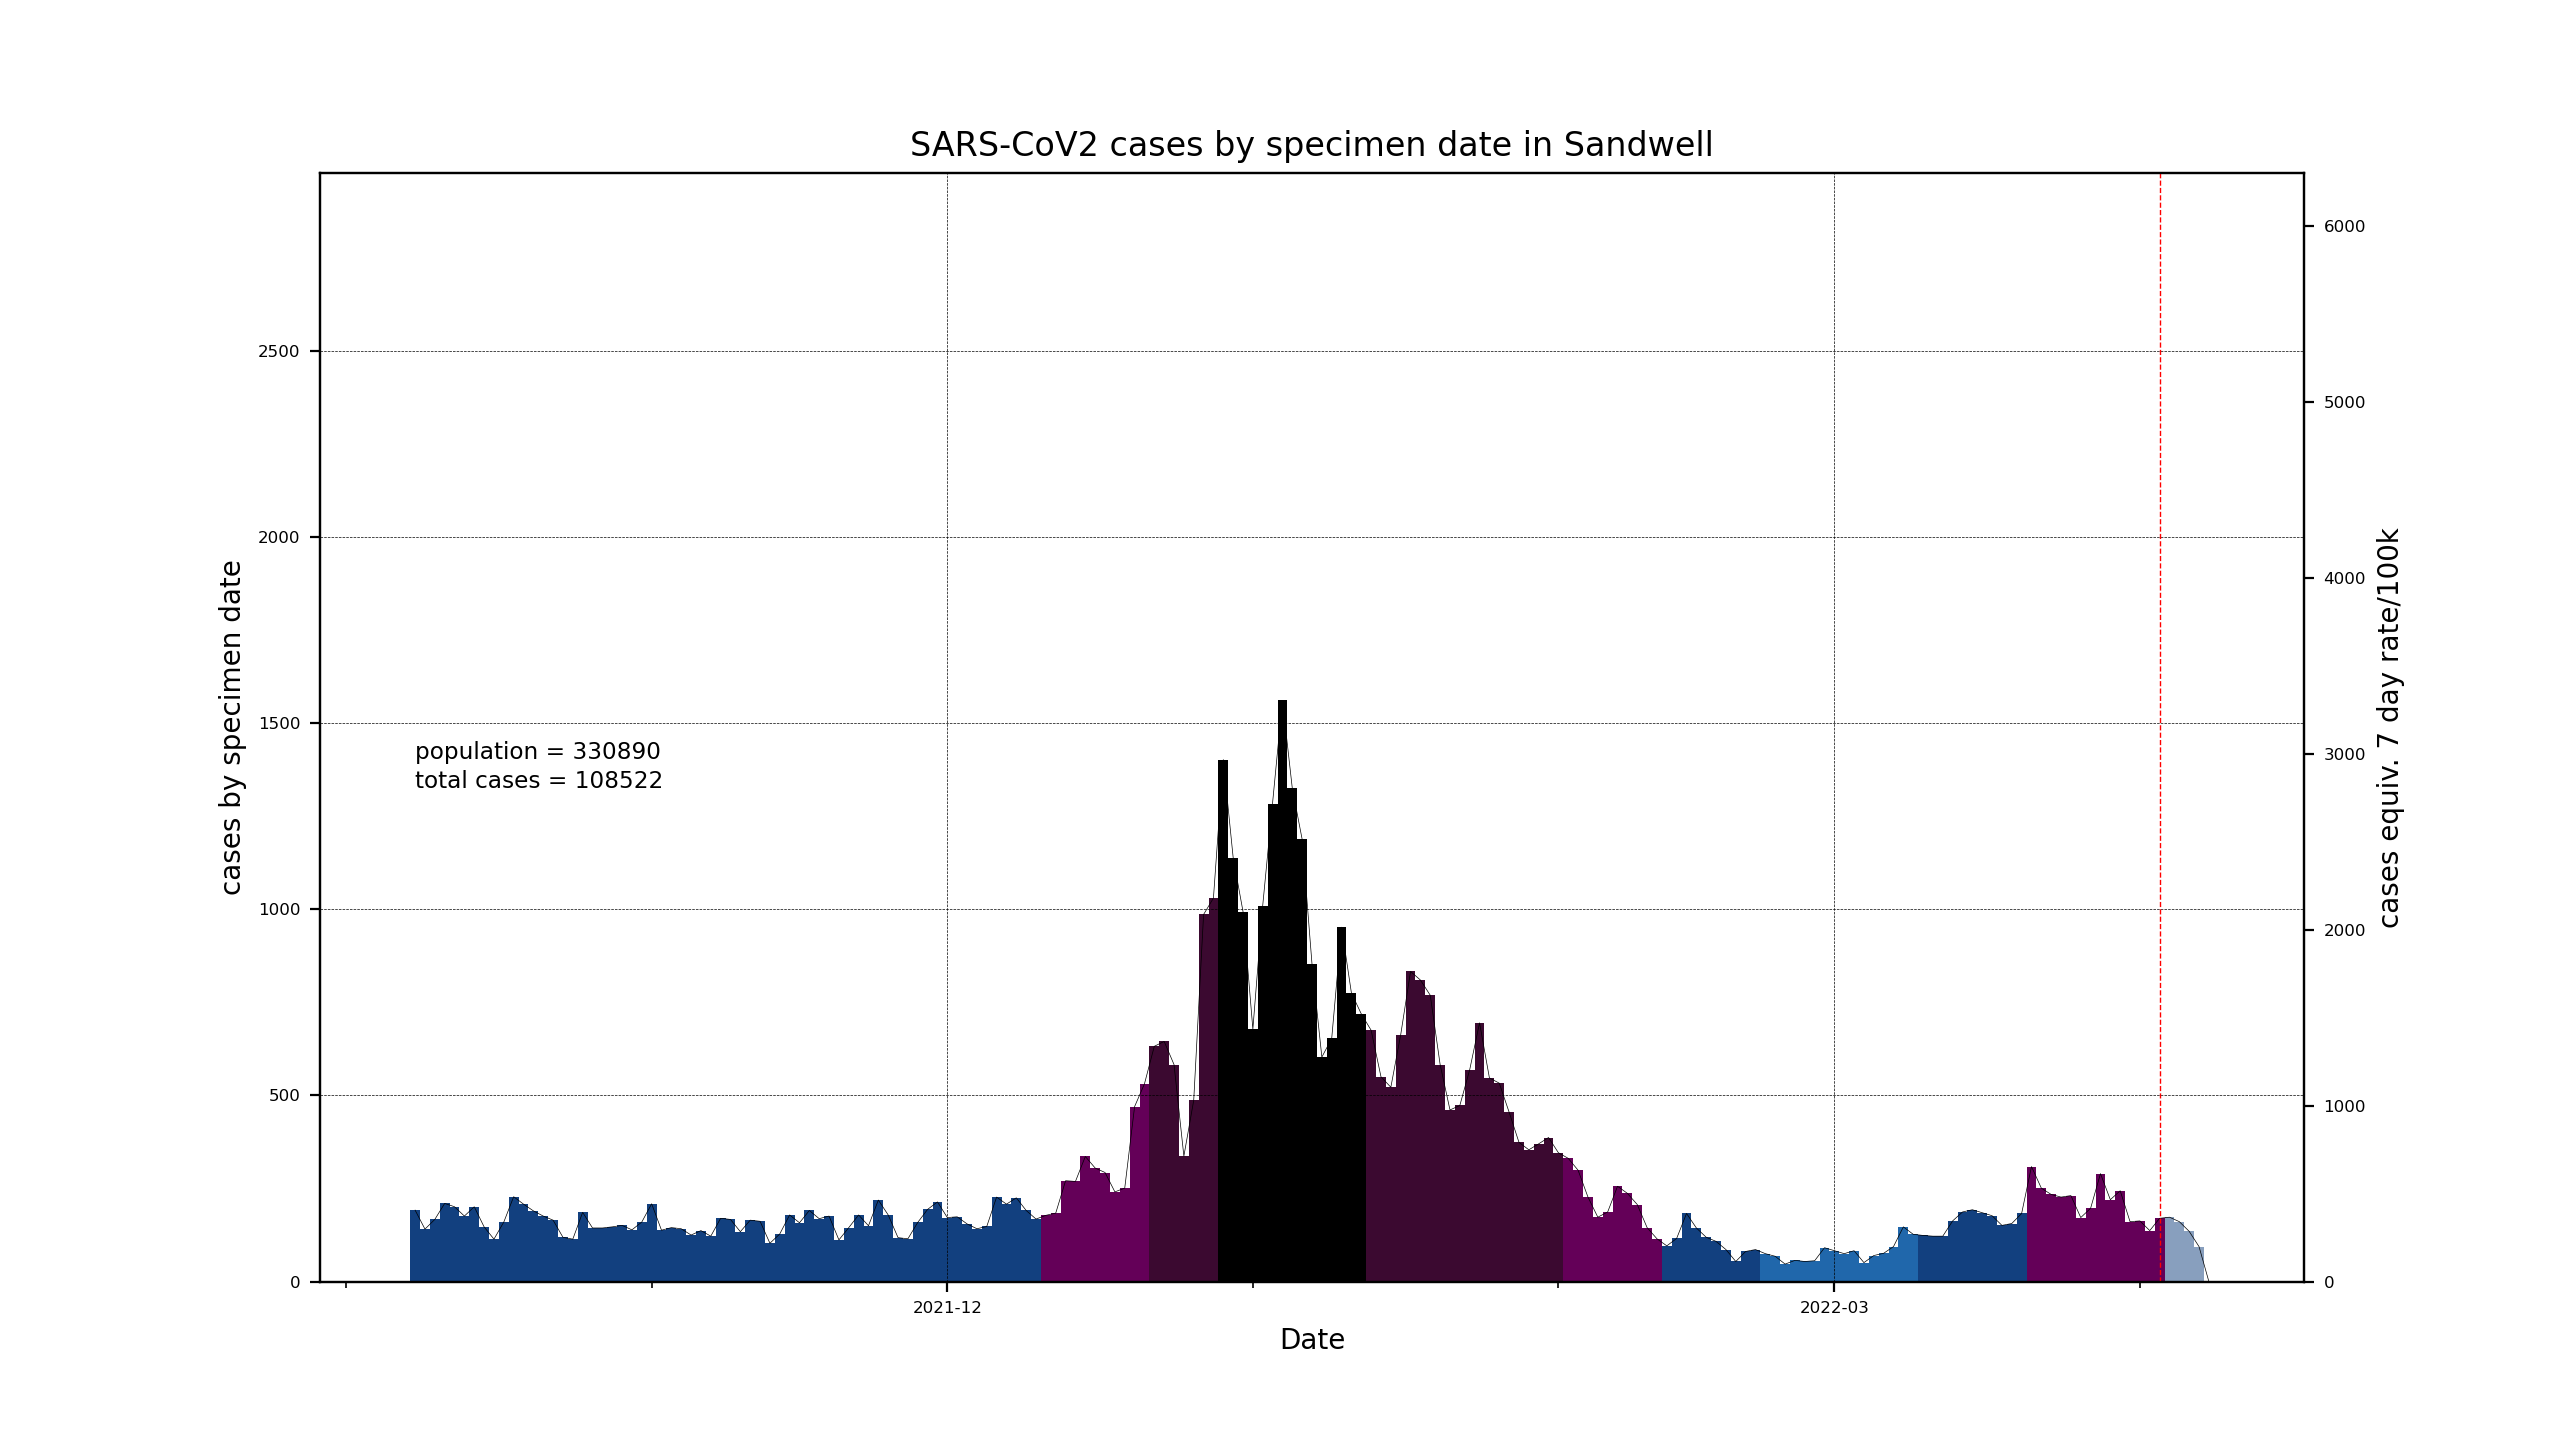 SARS-CoV2 cases by specimen date in Sandwell
6000
5000
4000
3000
2000
1000
0
cases equiv. 7 day rate/100k
2500
2000
1500
1000
500
0
cases by specimen date
population = 330890
total cases = 108522
2021-12
2022-03
Date